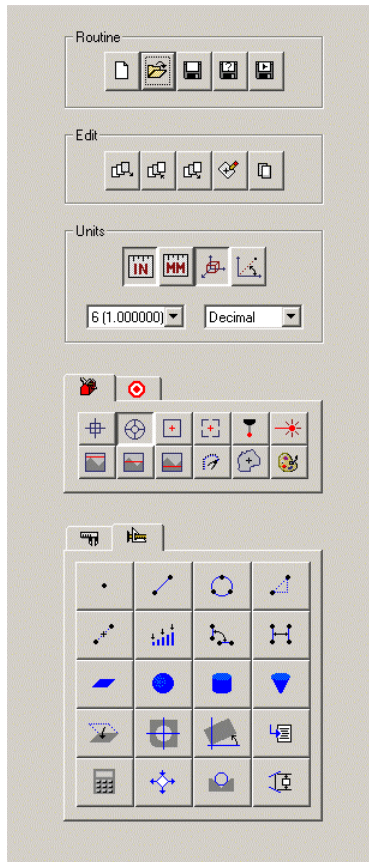 Routine
Edit
Units
IN MM
6 (1.000000) Decimal